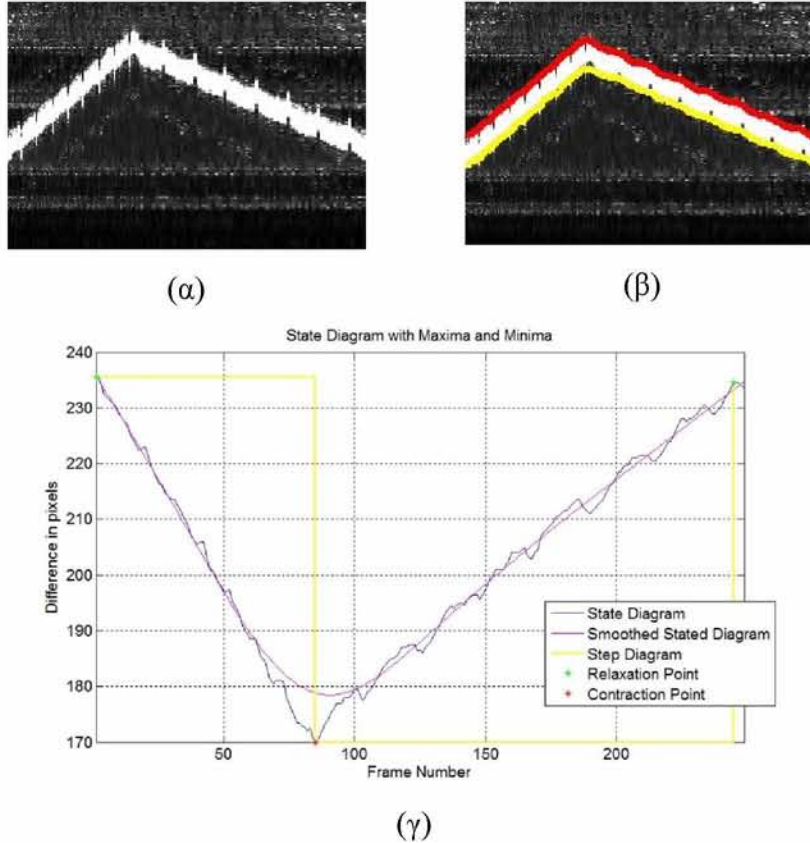 (α)
(β)
State Diagram with Maxima and Minima
240
230
220
210
200
190
180
170
Difference in pixels
50
100
150
200
Frame Number
State Diagram
Smoothed Stated Diagram
Step Diagram
Relaxation Point
Contraction Point
(γ)